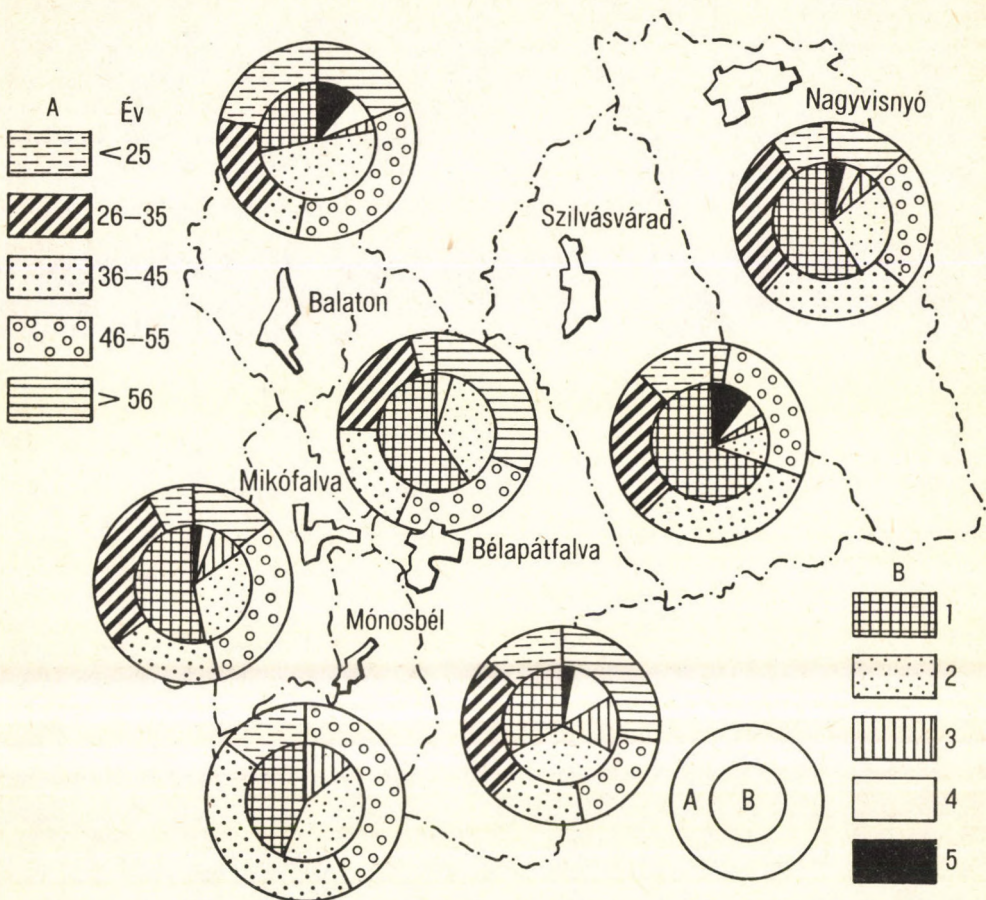 A Év
<25
26–35
36–45
46–55
> 56
Nagyvisnyó
Szilvásvárad
Balaton
Mikófalva
Bélapátfalva
Mónosbél
A B
B
1
2
3
4
5